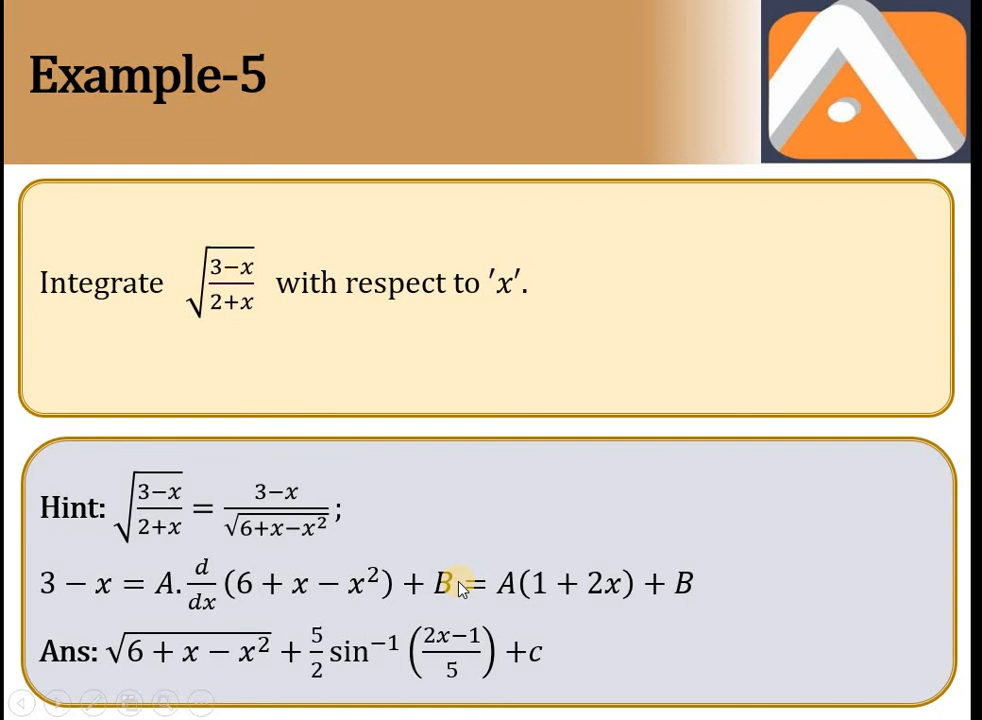 Example-5
Integrate √((3−x)/(2+x)) with respect to ′x′.
Hint: √((3−x)/(2+x)) = (3−x)/√(6+x−x²) ;
3 − x = A. d/dx (6 + x − x²) + B = A(1 + 2x) + B
Ans: √(6 + x − x²) + 5/2 sin⁻¹ ((2x−1)/5) +c